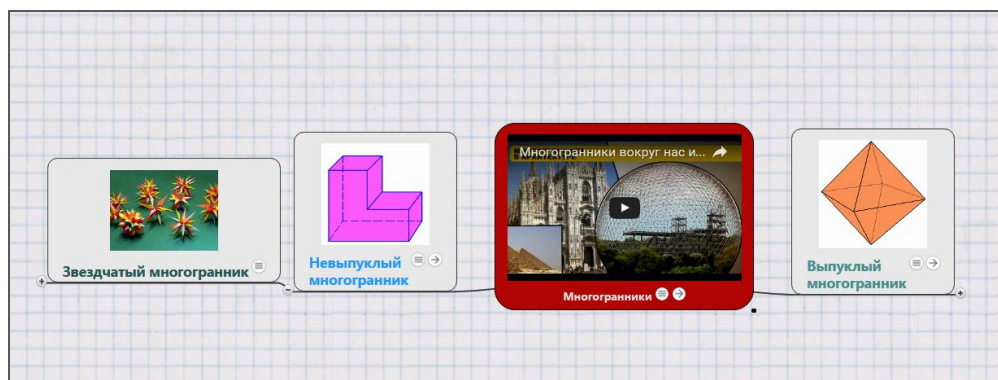 Звездчатый многогранник
Невыпуклый
многогранник
Многогранники вокруг нас и...
Многогранники
Выпуклый
многогранник